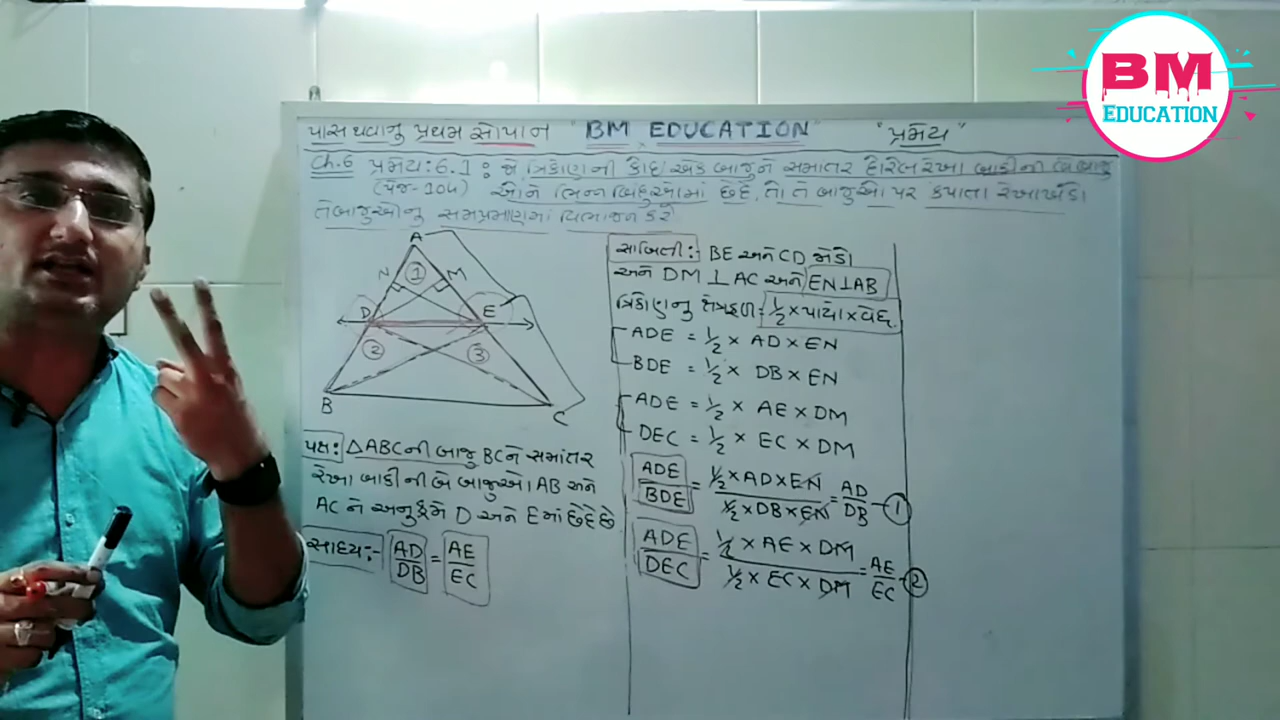 BM
EDUCATION
પાસ થવાનુ પ્રથમ સોપાન "BM EDUCATION" "પ્રમેય"
Ch.6 પ્રમેય:6.1 : જો ત્રિકોણની કોઇ એક બાજુને સમાંતર દોરેલ રેખા બાકીની બે બાજુ
(પેજ-104) ઓને ભિન્ન બિંદુઓમાં છેદે, તો તે બાજુઓ પર કપાતા રેખાખંડો
તે બાજુઓનુ સમપ્રમાણમાં વિભાજન કરે
A
N M
1
D E
2 3
B C
પક્ષ: △ABCની બાજુ BCને સમાંતર
રેખા બાકીની બે બાજુઓ AB અને
AC ને અનુક્રમે D અને E માં છેદે છે
સાધ્ય:- AD/DB = AE/EC
સાબિતી: BE અને CD જોડો
અને DM⊥AC અને EN⊥AB
ત્રિકોણનુ ક્ષેત્રફળ = 1/2 × પાયો × વેધ
ADE = 1/2 × AD × EN
BDE = 1/2 × DB × EN
ADE = 1/2 × AE × DM
DEC = 1/2 × EC × DM
ADE/BDE = 1/2 × AD × EN / 1/2 × DB × EN = AD/DB - 1
ADE/DEC = 1/2 × AE × DM / 1/2 × EC × DM = AE/EC - 2